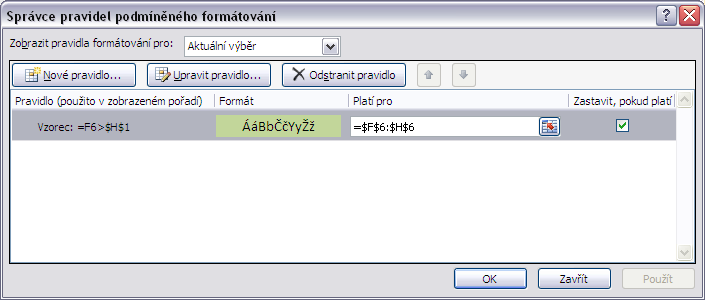 Správce pravidel podmíněného formátování
Zobrazit pravidla formátování pro: Aktuální výběr
Nové pravidlo... Upravit pravidlo... Odstranit pravidlo
Pravidlo (použito v zobrazeném pořadí) Formát Platí pro Zastavit, pokud platí
Vzorec: =F6>$H$1 ÁáBbČčYyŽž =$F$6:$H$6
OK Zavřít Použít